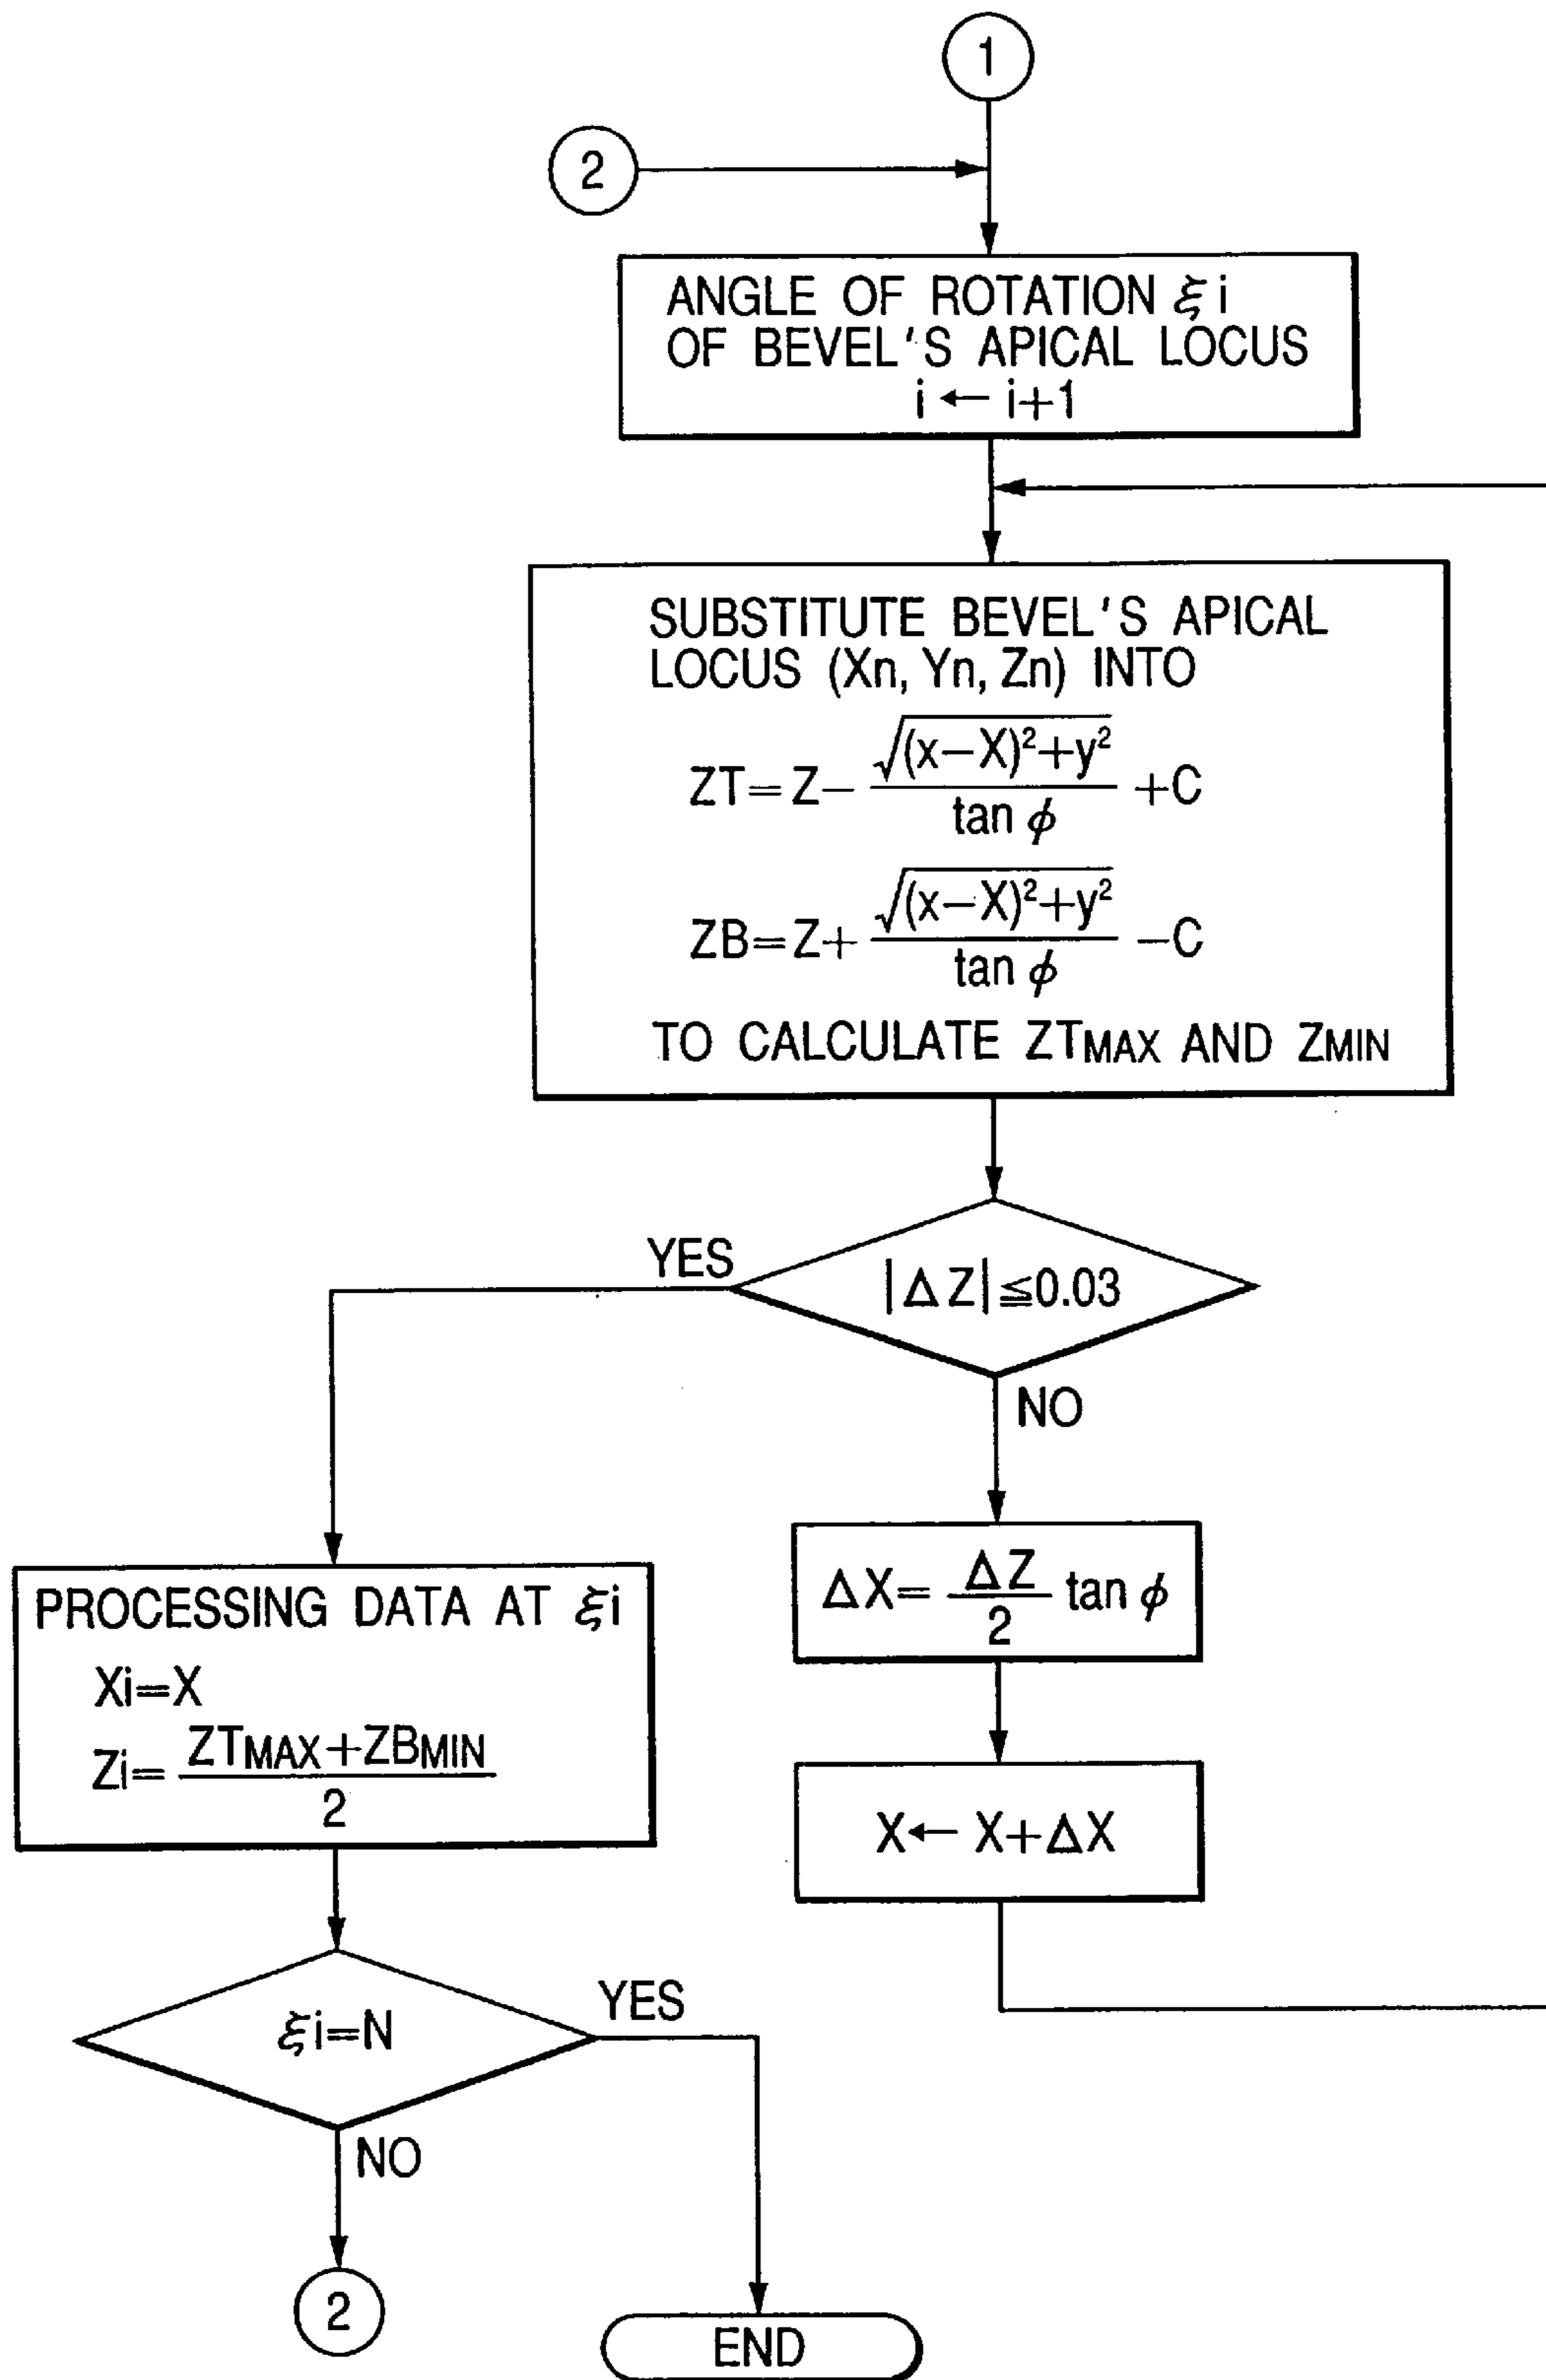 1
2
ANGLE OF ROTATION ξi
OF BEVEL'S APICAL LOCUS
i ← i+1
SUBSTITUTE BEVEL'S APICAL
LOCUS (Xn, Yn, Zn) INTO
ZT=Z−√((x−X)²+y²)/tan ϕ +C
ZB=Z+√((x−X)²+y²)/tan ϕ −C
TO CALCULATE ZTMAX AND ZMIN
YES
|ΔZ|≦0.03
NO
ΔX=ΔZ/2 tan ϕ
PROCESSING DATA AT ξi
Xi=X
Zi=(ZTMAX+ZBMIN)/2
X← X+ΔX
ξi=N
YES
NO
2
END